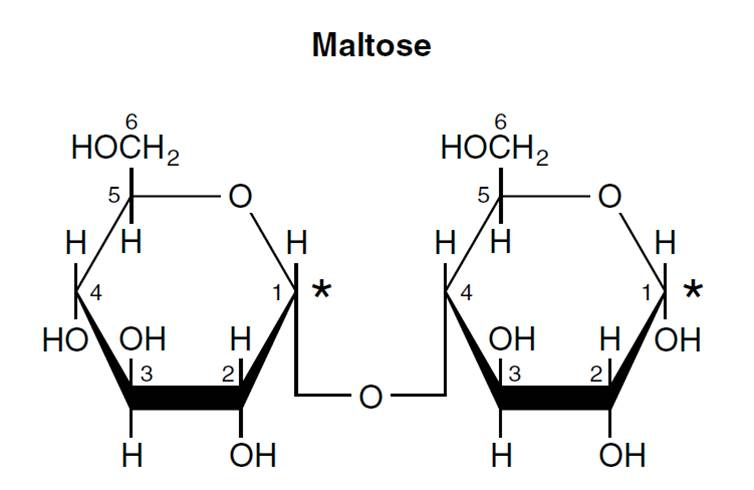 Maltose
6 6
HOCH2 HOCH2
5 O 5 O
H H H H H H
4 1 * 4 1 *
HO OH H OH H OH
3 2 3 2
O
H OH H OH